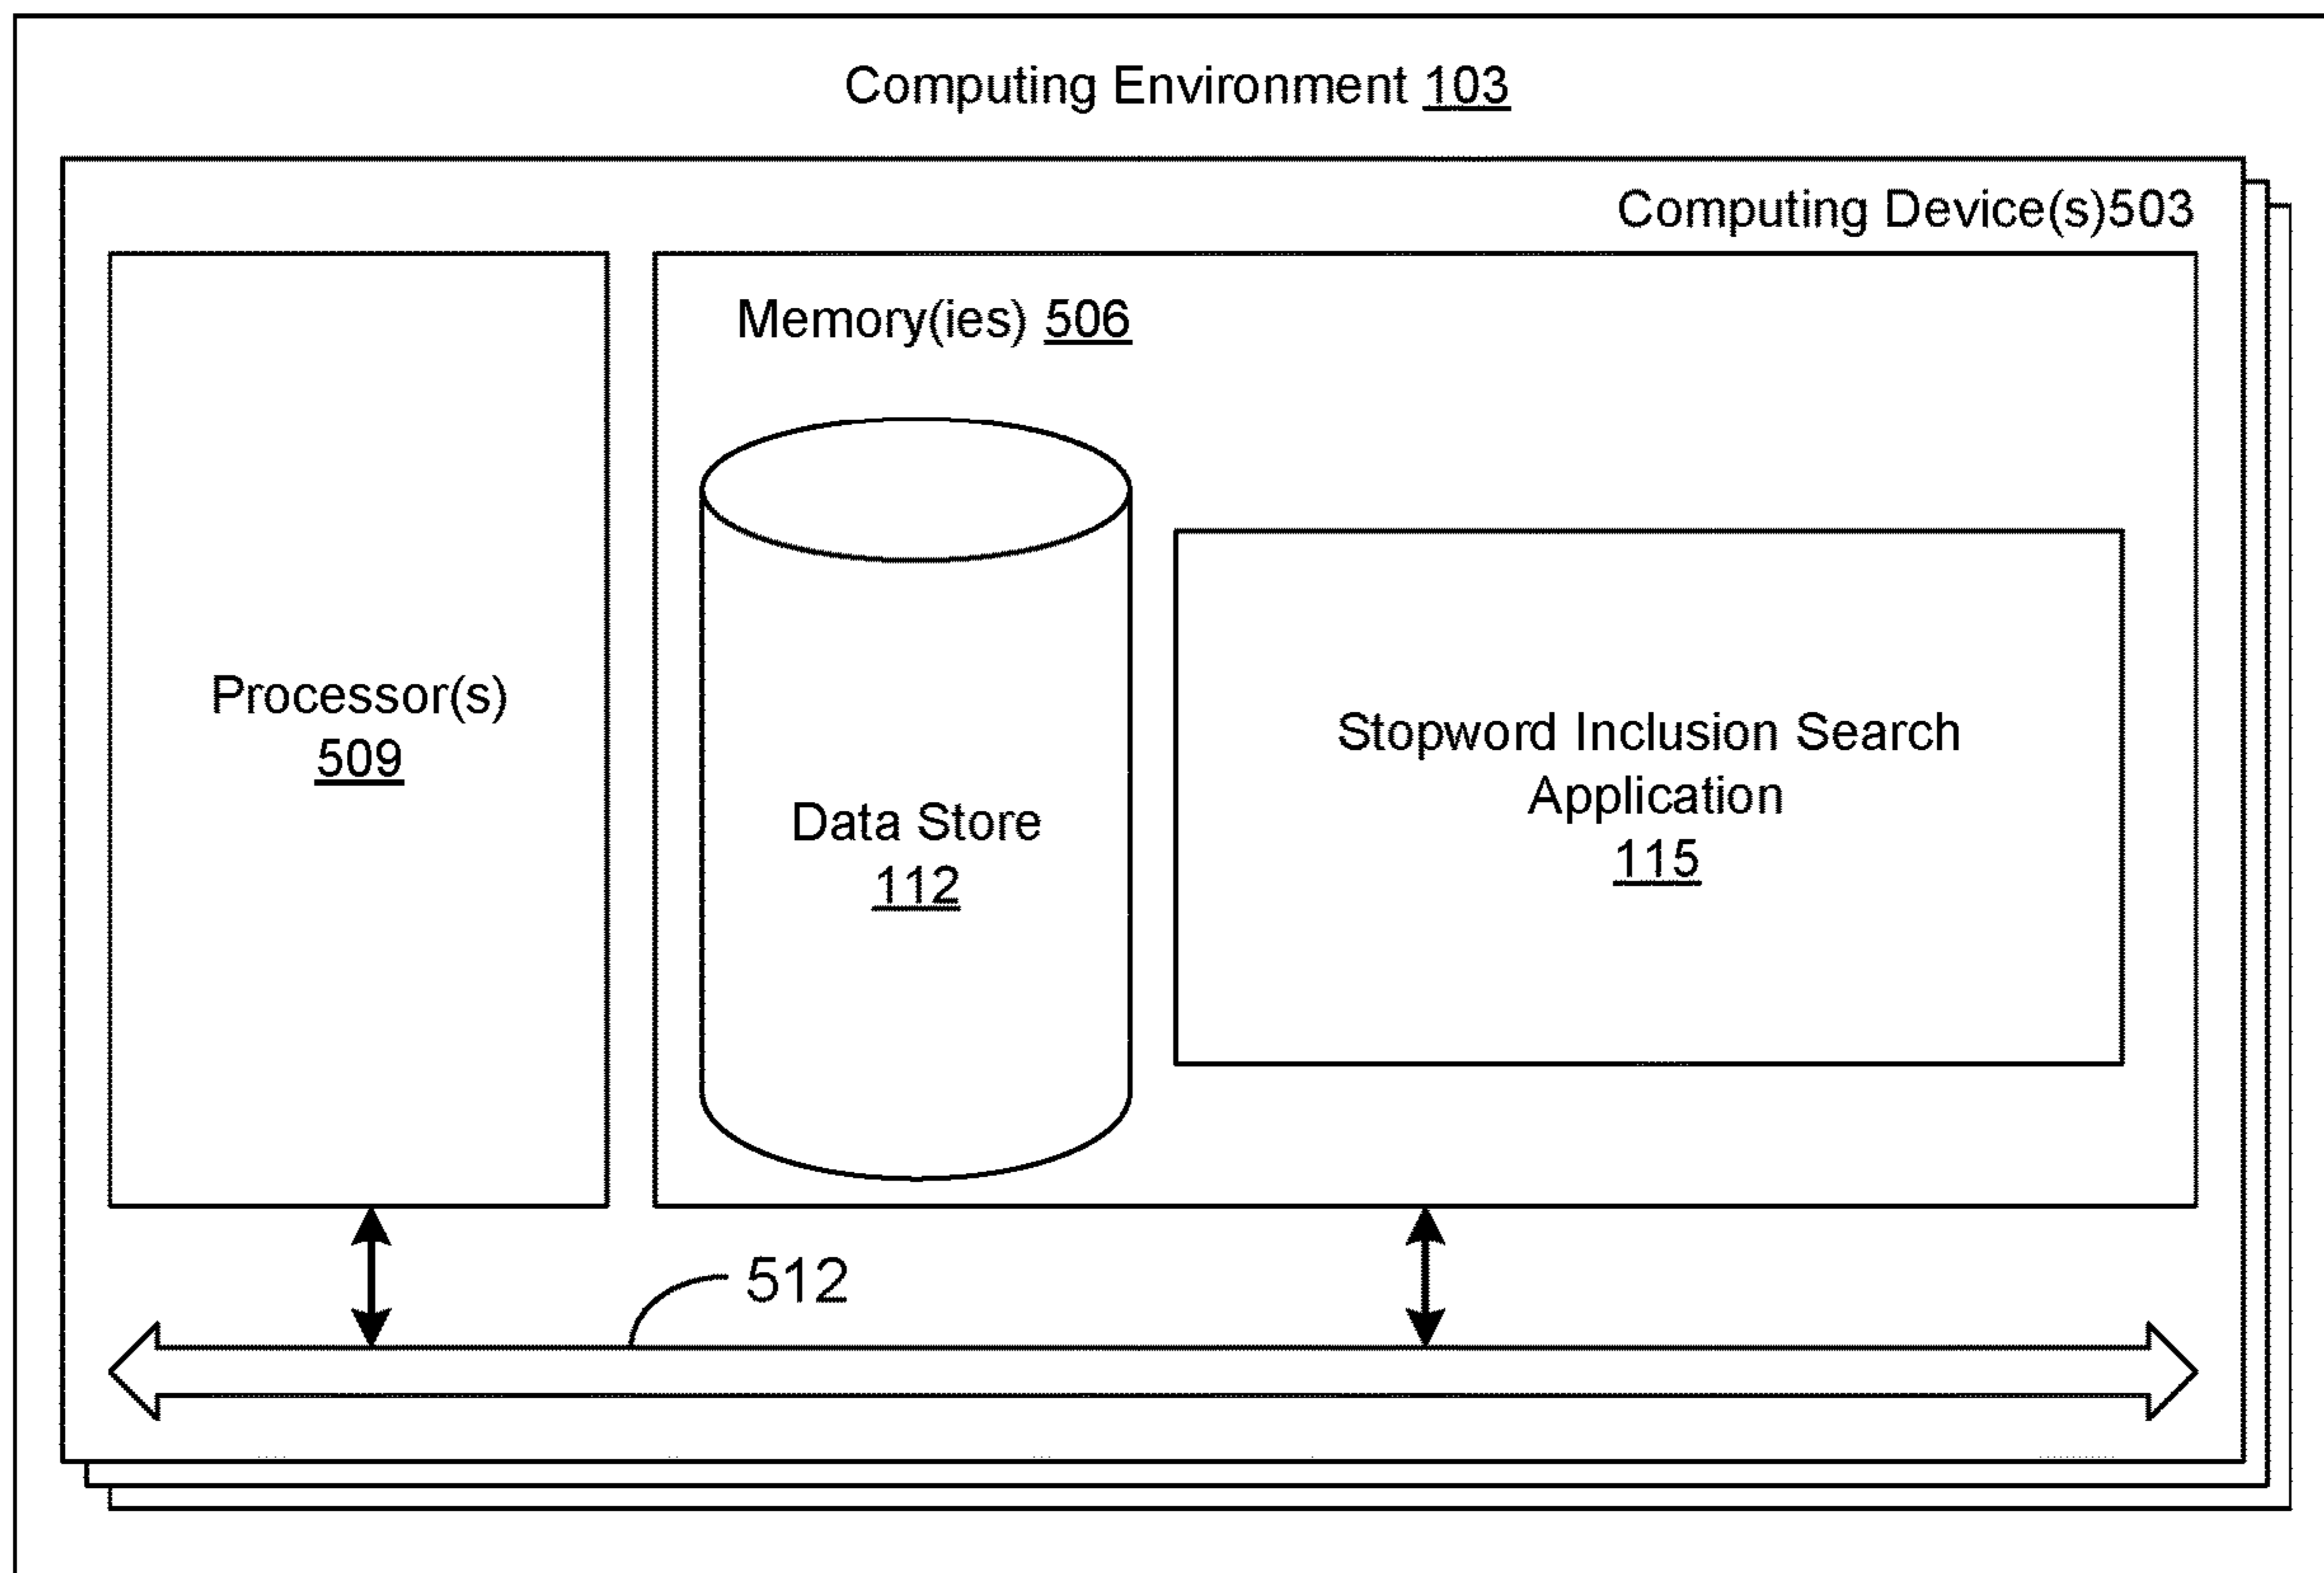 Computing Environment 103
Computing Device(s)503
Memory(ies) 506
Processor(s)
509
Data Store
112
Stopword Inclusion Search
Application
115
512